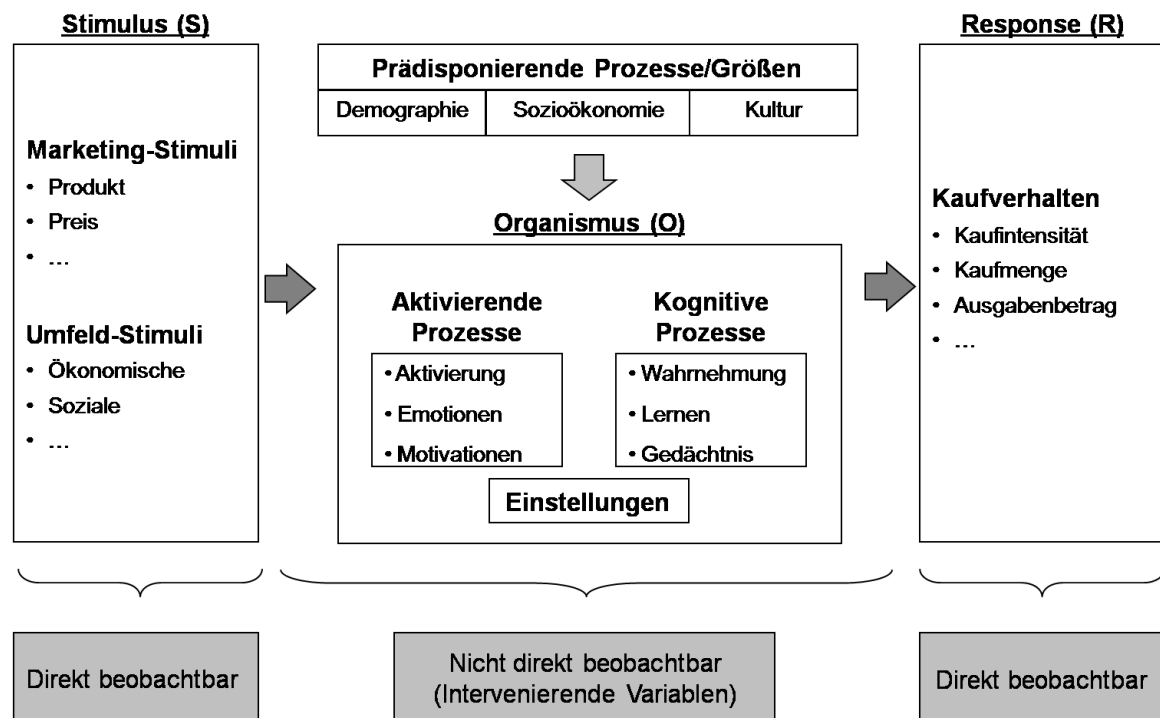 Stimulus (S)
Marketing-Stimuli
• Produkt
• Preis
• ...
Umfeld-Stimuli
• Ökonomische
• Soziale
• ...
Prädisponierende Prozesse/Größen
Demographie
Sozioökonomie
Kultur
Organismus (O)
Aktivierende
Prozesse
• Aktivierung
• Emotionen
• Motivationen
Kognitive
Prozesse
• Wahrnehmung
• Lernen
• Gedächtnis
Einstellungen
Response (R)
Kaufverhalten
• Kaufintensität
• Kaufmenge
• Ausgabenbetrag
• ...
Direkt beobachtbar
Nicht direkt beobachtbar
(Intervenierende Variablen)
Direkt beobachtbar